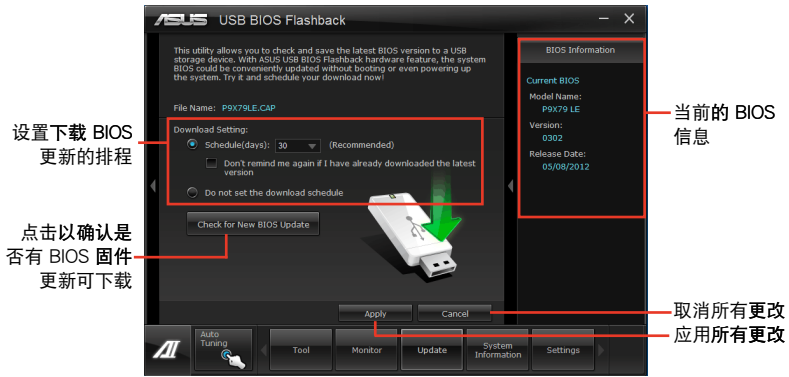 ASUS USB BIOS Flashback
This utility allows you to check and save the latest BIOS version to a USB
storage device. With ASUS USB BIOS Flashback hardware feature, the system
BIOS could be conveniently updated without booting or even powering up
the system. Try it and schedule your download now!
File Name: P9X79LE.CAP
Download Setting:
Schedule(days): 30 (Recommended)
Don't remind me again if I have already downloaded the latest
version
Do not set the download schedule
Check for New BIOS Update
Apply
Cancel
BIOS Information
Current BIOS
Model Name:
P9X79 LE
Version:
0302
Release Date:
05/08/2012
Auto
Tuning
Tool
Monitor
Update
System
Information
Settings
设置下载 BIOS
更新的排程
点击以确认是
否有 BIOS 固件
更新可下载
当前的 BIOS
信息
取消所有更改
应用所有更改